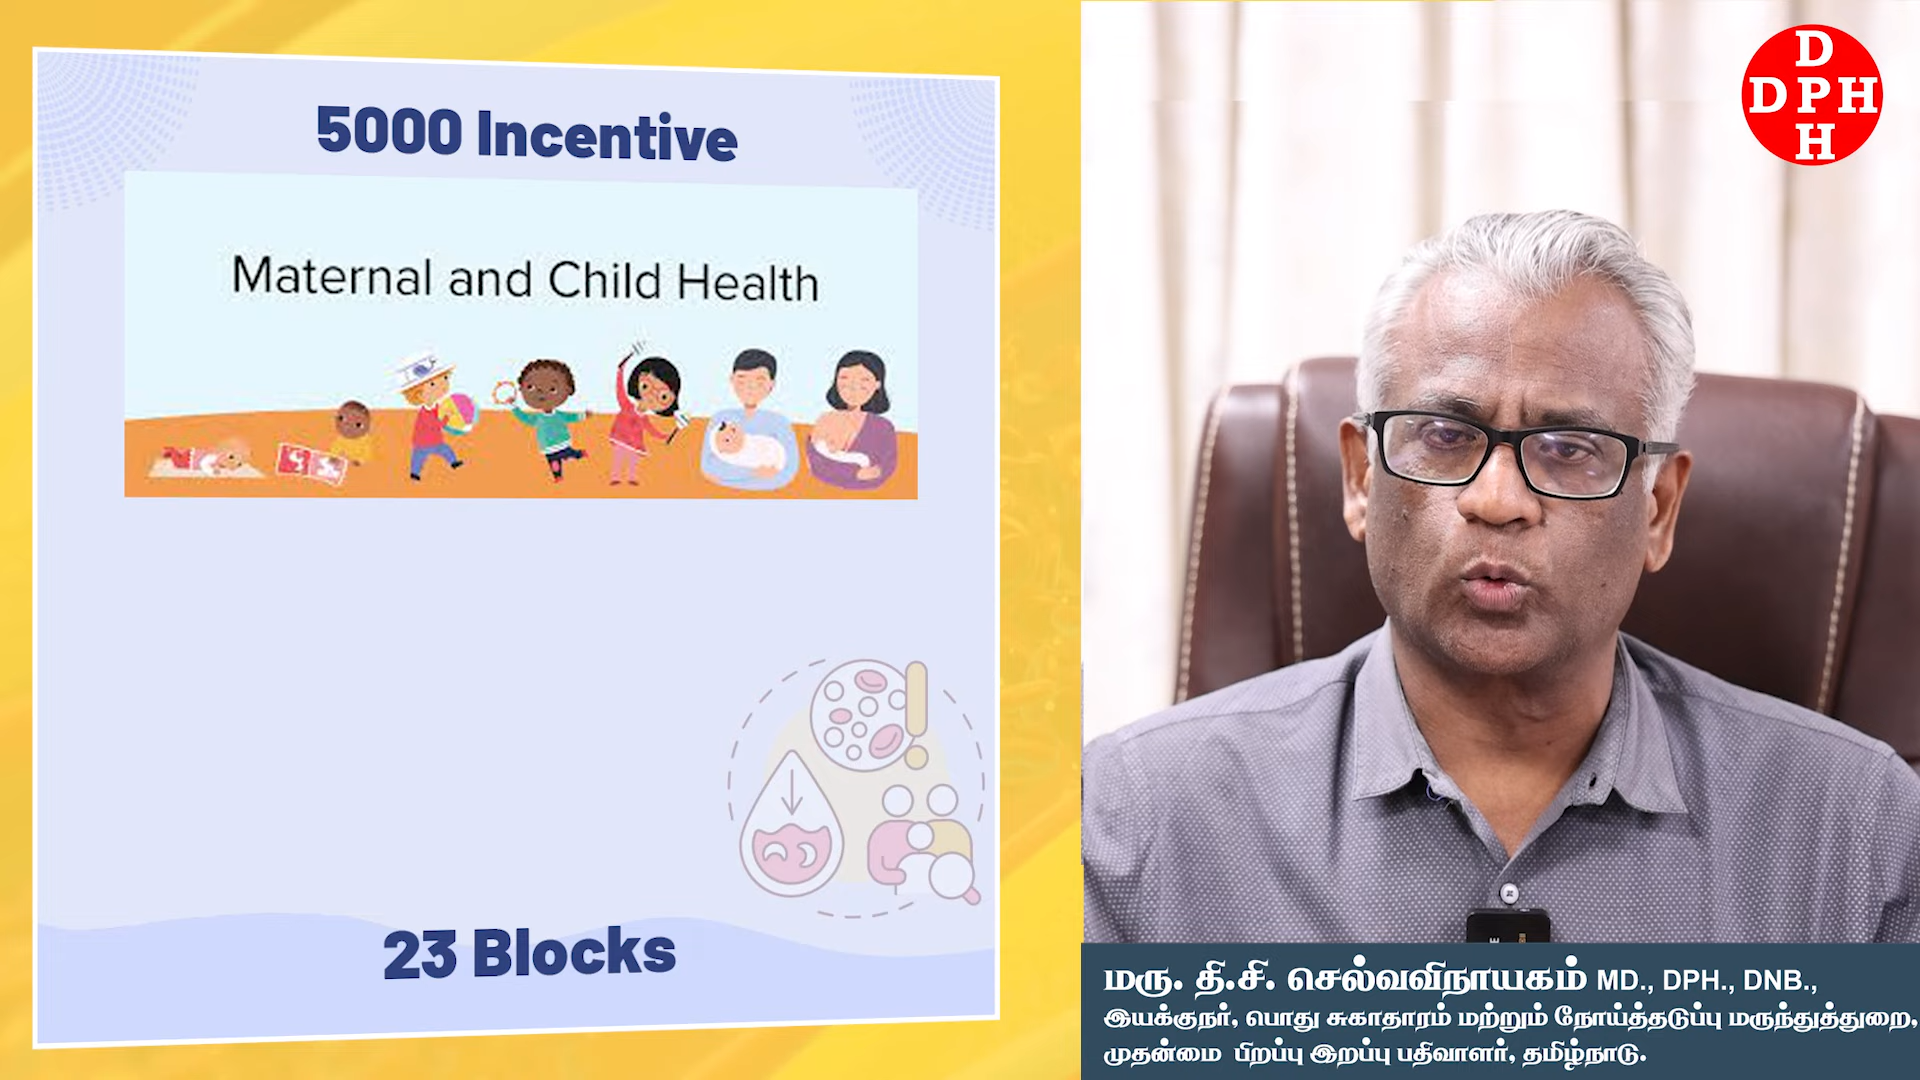 5000 Incentive
Maternal and Child Health
23 Blocks
D
DPH
H
மரு. தி.சி. செல்வவிநாயகம் MD., DPH., DNB.,
இயக்குநர், பொது சுகாதாரம் மற்றும் நோய்த்தடுப்பு மருந்துத்துறை,
முதன்மை பிறப்பு இறப்பு பதிவாளர், தமிழ்நாடு.